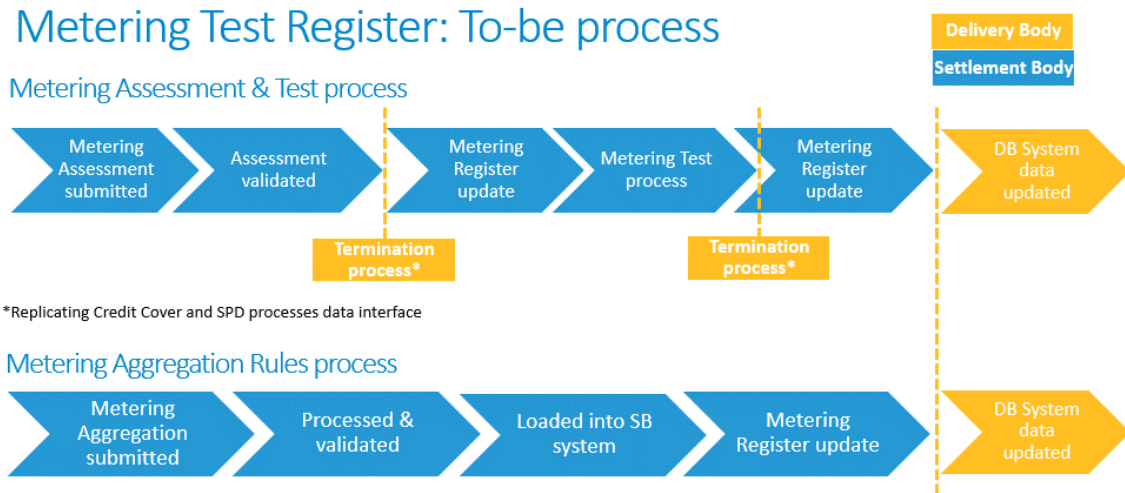 Metering Test Register: To-be process
Delivery Body
Settlement Body
Metering Assessment & Test process
Metering
Assessment
submitted
Assessment
validated
Metering
Register
update
Metering Test
process
Metering
Register
update
DB System
data
updated
Termination
process*
Termination
process*
*Replicating Credit Cover and SPD processes data interface
Metering Aggregation Rules process
Metering
Aggregation
submitted
Processed &
validated
Loaded into SB
system
Metering
Register update
DB System
data
updated